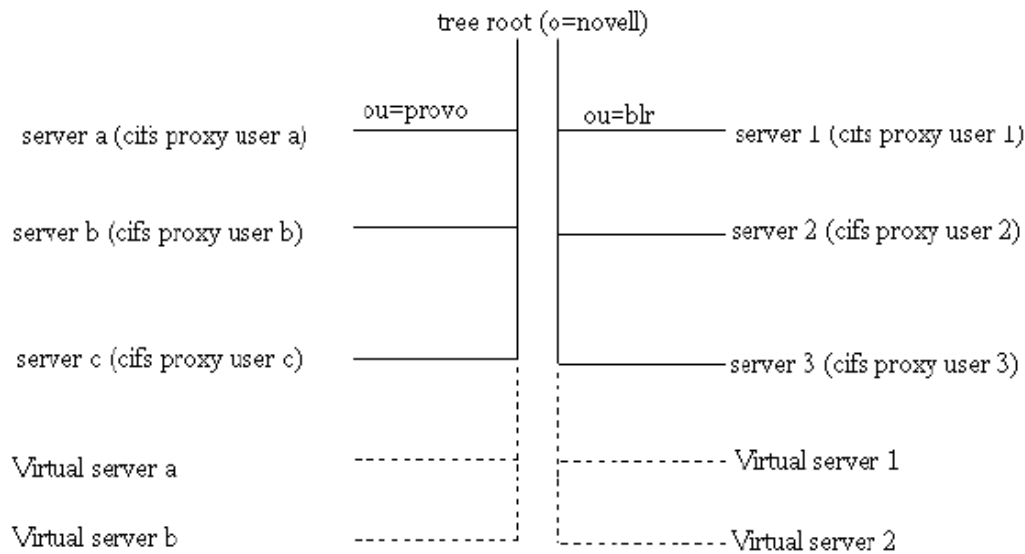 tree root (o=novell)
ou=provo
ou=blr
server a (cifs proxy user a)
server 1 (cifs proxy user 1)
server b (cifs proxy user b)
server 2 (cifs proxy user 2)
server c (cifs proxy user c)
server 3 (cifs proxy user 3)
Virtual server a
Virtual server 1
Virtual server b
Virtual server 2